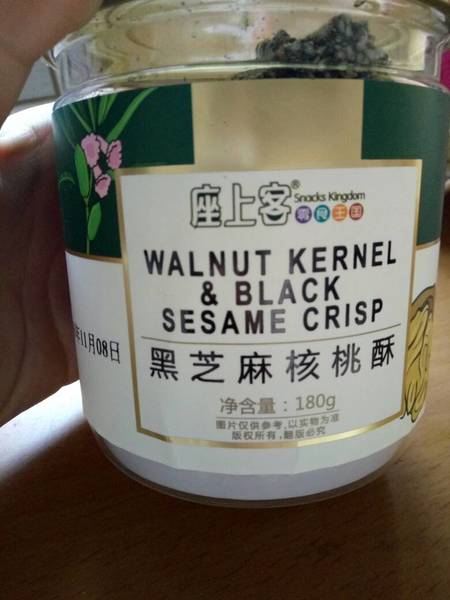 座上客®
Snacks Kingdom
零食王国
WALNUT KERNEL
& BLACK
SESAME CRISP
黑芝麻核桃酥
年11月08日
净含量：180g
图片仅供参考,以实物为准
版权所有,翻版必究